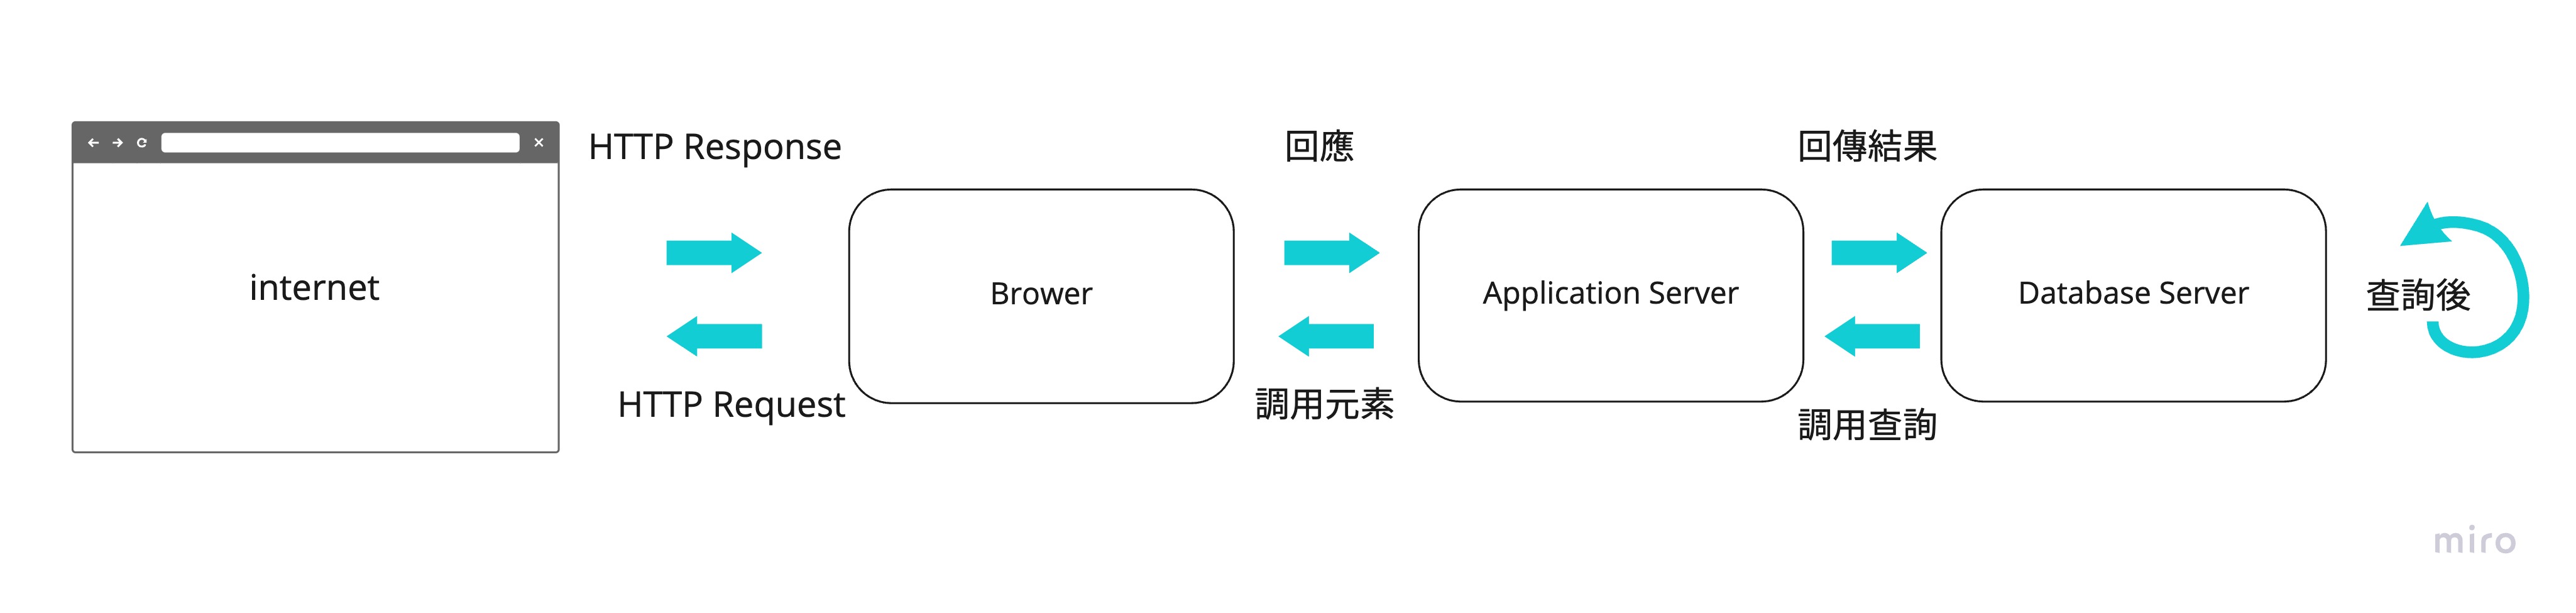 HTTP Response
回應
回傳結果
internet
Brower
Application Server
Database Server
查詢後
HTTP Request
調用元素
調用查詢
miro